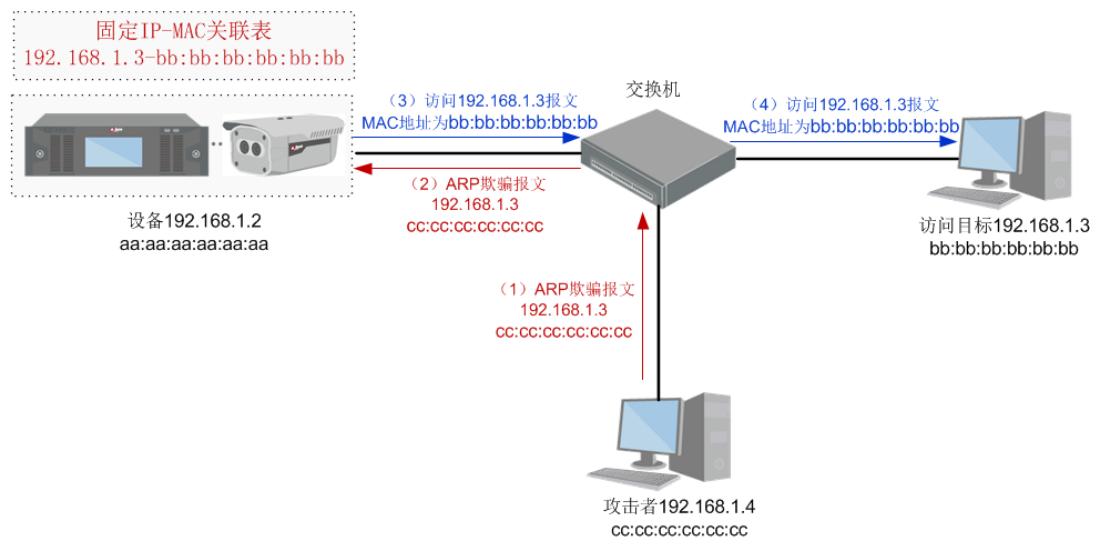 固定IP-MAC关联表
192.168.1.3-bb:bb:bb:bb:bb:bb
设备192.168.1.2
aa:aa:aa:aa:aa:aa
（3）访问192.168.1.3报文
MAC地址为bb:bb:bb:bb:bb:bb
（2）ARP欺骗报文
192.168.1.3
cc:cc:cc:cc:cc:cc
交换机
（4）访问192.168.1.3报文
MAC地址为bb:bb:bb:bb:bb:bb
访问目标192.168.1.3
bb:bb:bb:bb:bb:bb
（1）ARP欺骗报文
192.168.1.3
cc:cc:cc:cc:cc:cc
攻击者192.168.1.4
cc:cc:cc:cc:cc:cc